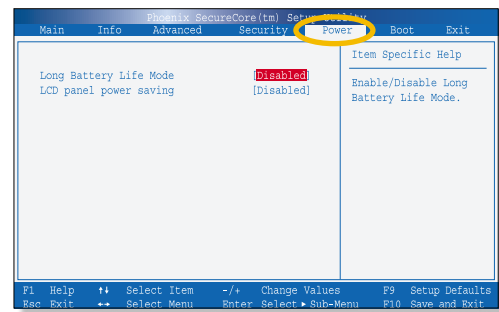 Phoenix SecureCore(tm) Setup Utility
Main Info Advanced Security Power Boot Exit
Item Specific Help
Long Battery Life Mode [Disabled]
LCD panel power saving [Disabled]
Enable/Disable Long
Battery Life Mode.
F1 Help ↑↓ Select Item -/+ Change Values F9 Setup Defaults
Esc Exit ←→ Select Menu Enter Select ▸ Sub-Menu F10 Save and Exit